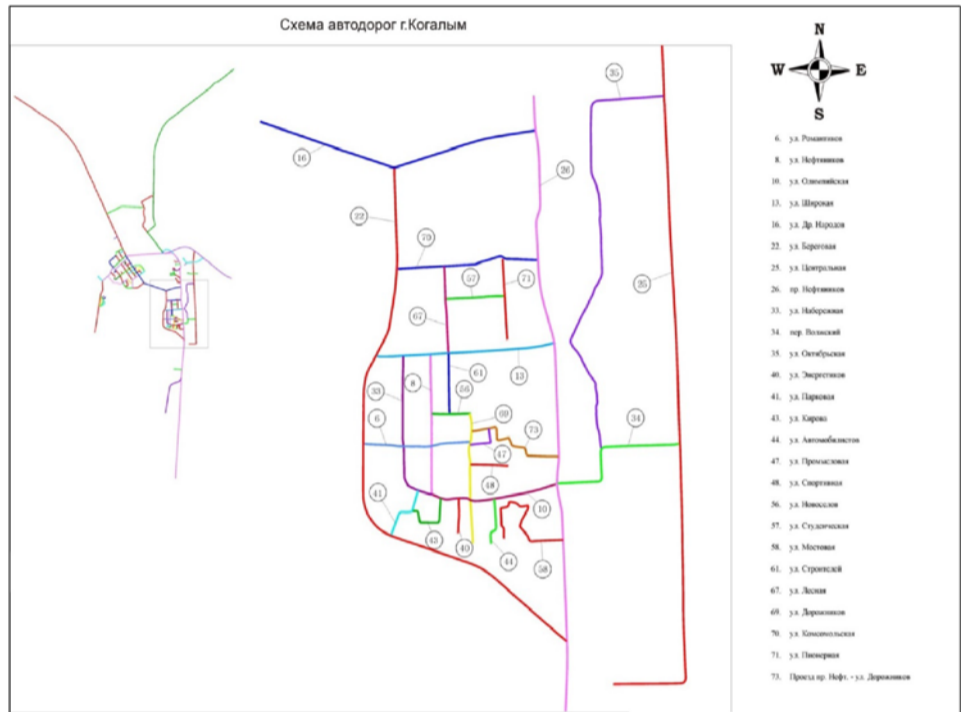 Схема автодорог г.Когалым
N
W E
S
35
16
26
22
70
57
71
25
67
61
13
33
8
56
6
69
73
34
47
48
41
10
43
40
44
58
6. ул. Романтиков
8. ул. Нефтяников
10. ул. Олимпийская
13. ул. Широкая
16. ул. Др. Народов
22. ул. Береговая
25. ул. Центральная
26. пр. Нефтяников
33. ул. Набережная
34. пер. Волжский
35. ул. Октябрьская
40. ул. Энергетиков
41. ул. Парковая
43. ул. Кирова
44. ул. Автомобилистов
47. ул. Промысловая
48. ул. Спортивная
56. ул. Новоселов
57. ул. Студенческая
58. ул. Мостовая
61. ул. Строителей
67. ул. Лесная
69. ул. Дорожников
70. ул. Комсомольская
71. ул. Пионерная
73. Проезд пр. Нефт. - ул. Дорожников